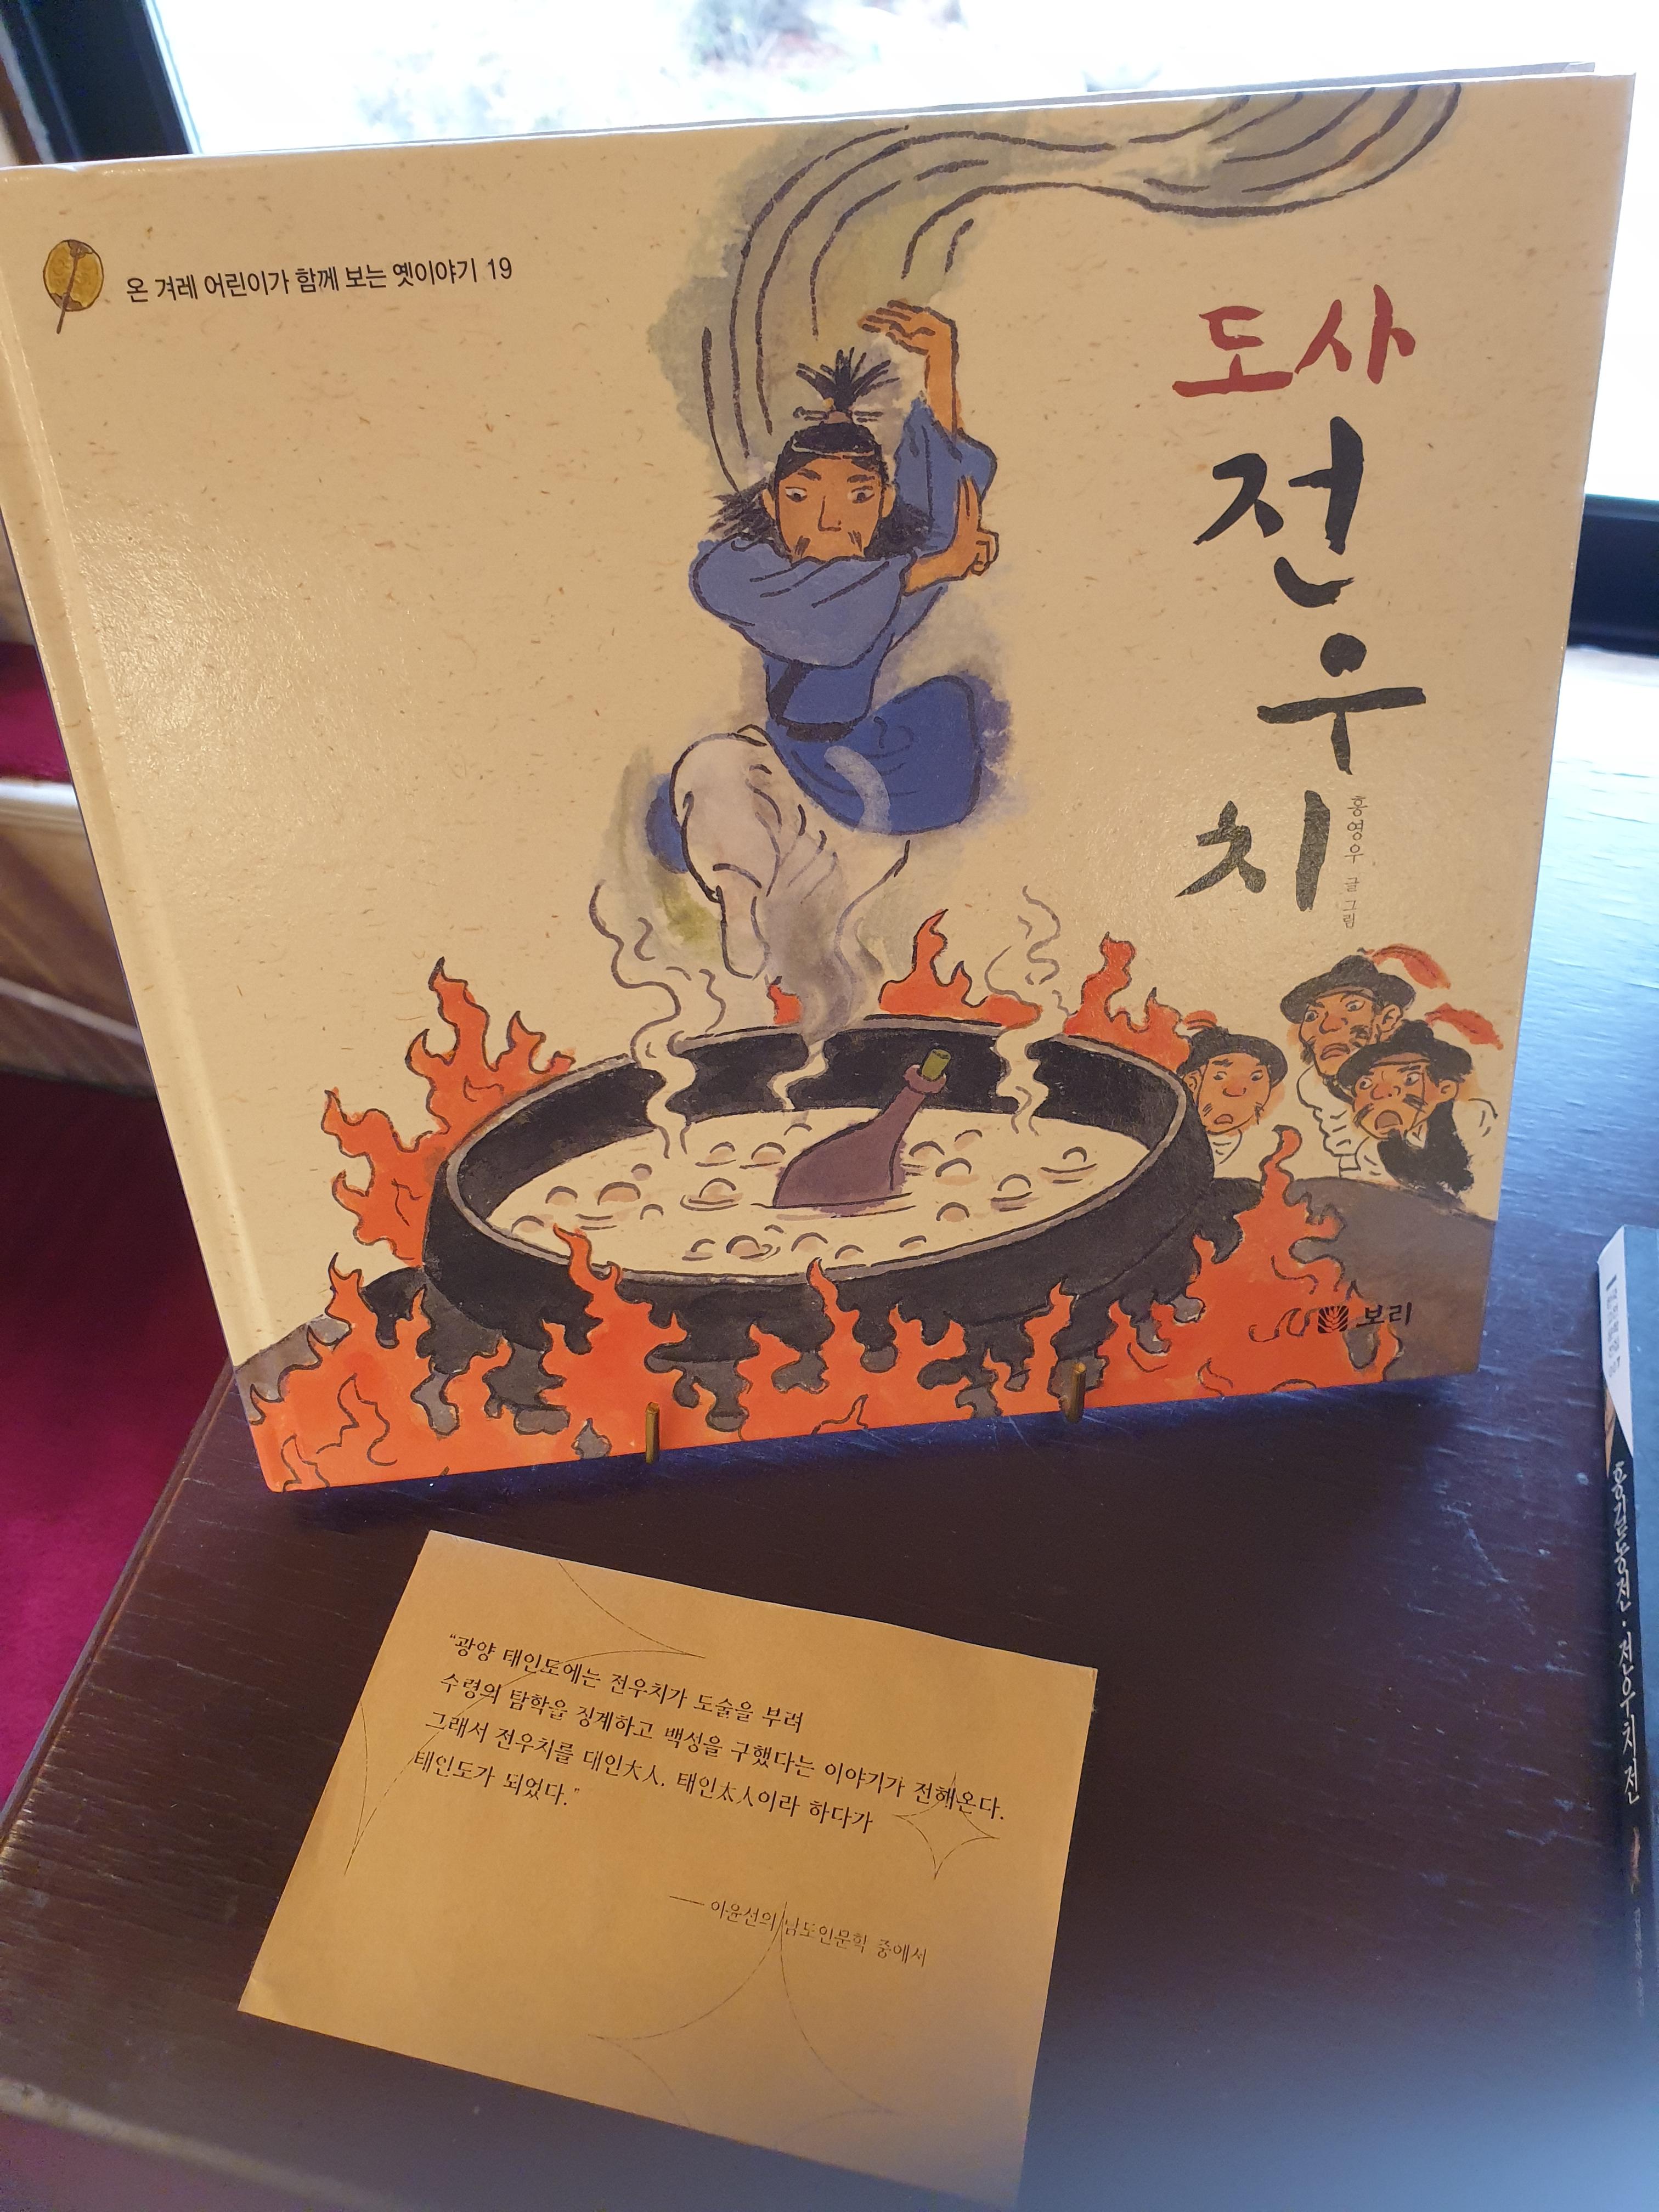 온 겨레 어린이가 함께 보는 옛이야기 19
도사
전우치
홍영우 글 그림
보리
홍길동전·전우치전
“광양 태인도에는 전우치가 도술을 부려
수령의 탐학을 징계하고 백성을 구했다는 이야기가 전해온다.
그래서 전우치를 대인大人, 태인太人이라 하다가
태인도가 되었다.”
— 이윤선의 남도인문학 중에서